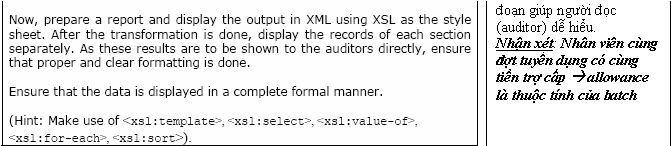 Now, prepare a report and display the output in XML using XSL as the style
sheet. After the transformation is done, display the records of each section
separately. As these results are to be shown to the auditors directly, ensure
that proper and clear formatting is done.
Ensure that the data is displayed in a complete formal manner.
(Hint: Make use of <xsl:template>, <xsl:select>, <xsl:value-of>,
<xsl:for-each>, <xsl:sort>).
đoạn giúp người đọc
(auditor) dễ hiểu.
Nhận xét: Nhân viên cùng
đợt tuyển dụng có cùng
tiền trợ cấp →allowance
là thuộc tính của batch